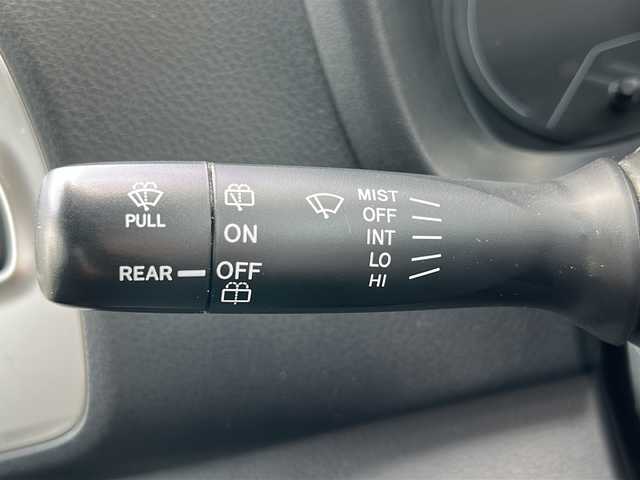 PULL
REAR
ON
OFF
MIST
OFF
INT
LO
HI